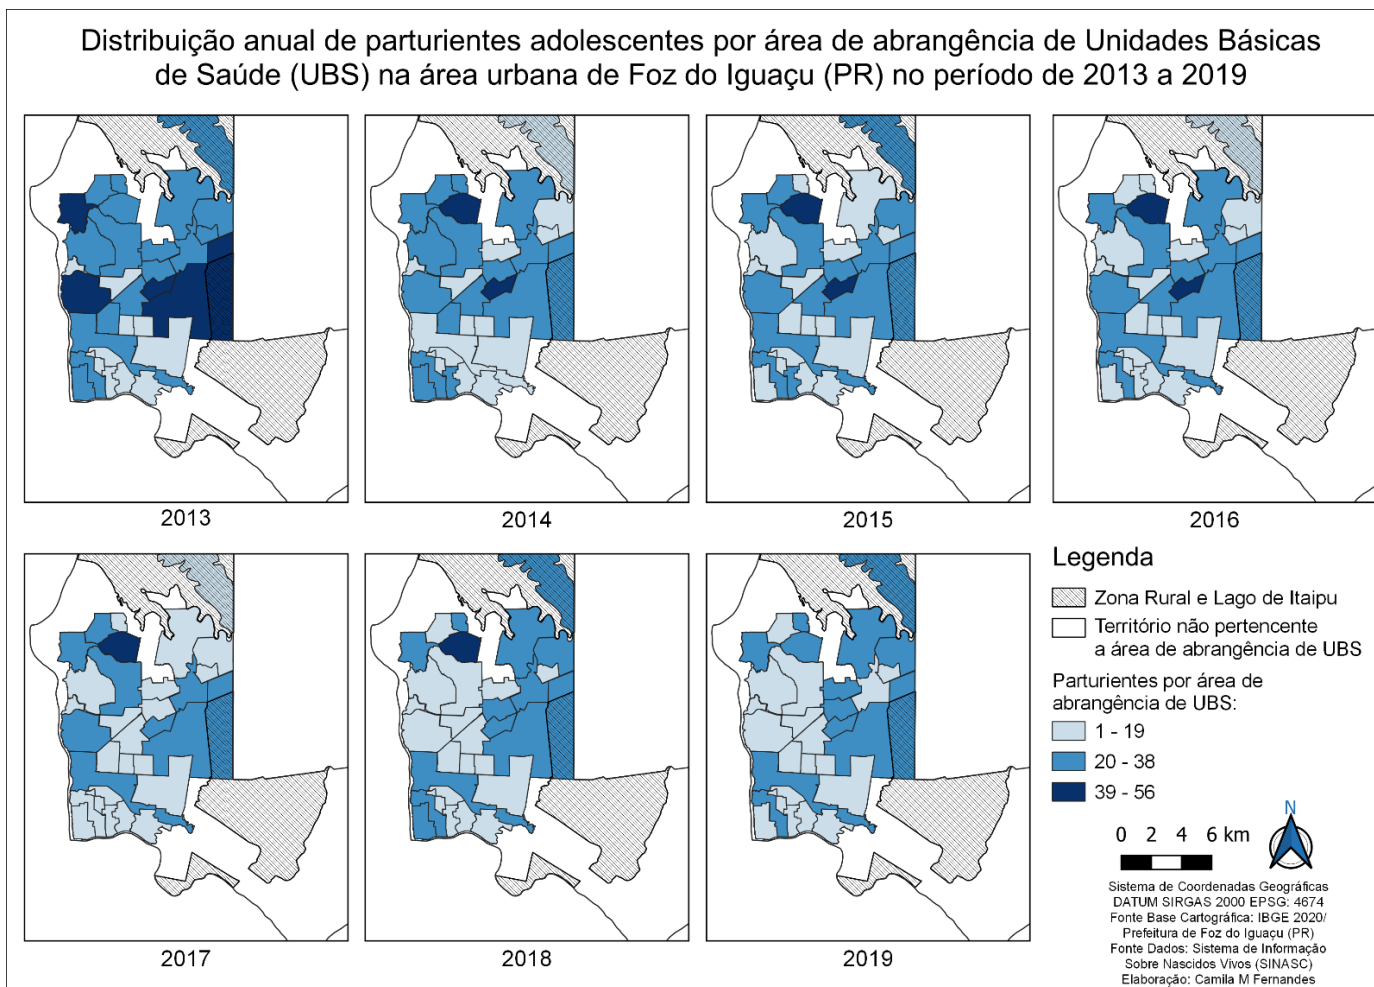 Distribuição anual de parturientes adolescentes por área de abrangência de Unidades Básicas
de Saúde (UBS) na área urbana de Foz do Iguaçu (PR) no período de 2013 a 2019
2013
2014
2015
2016
2017
2018
2019
Legenda
Zona Rural e Lago de Itaipu
Território não pertencente
a área de abrangência de UBS
Parturientes por área de
abrangência de UBS:
1 - 19
20 - 38
39 - 56
0 2 4 6 km
N
Sistema de Coordenadas Geográficas
DATUM SIRGAS 2000 EPSG: 4674
Fonte Base Cartográfica: IBGE 2020/
Prefeitura de Foz do Iguaçu (PR)
Fonte Dados: Sistema de Informação
Sobre Nascidos Vivos (SINASC)
Elaboração: Camila M Fernandes